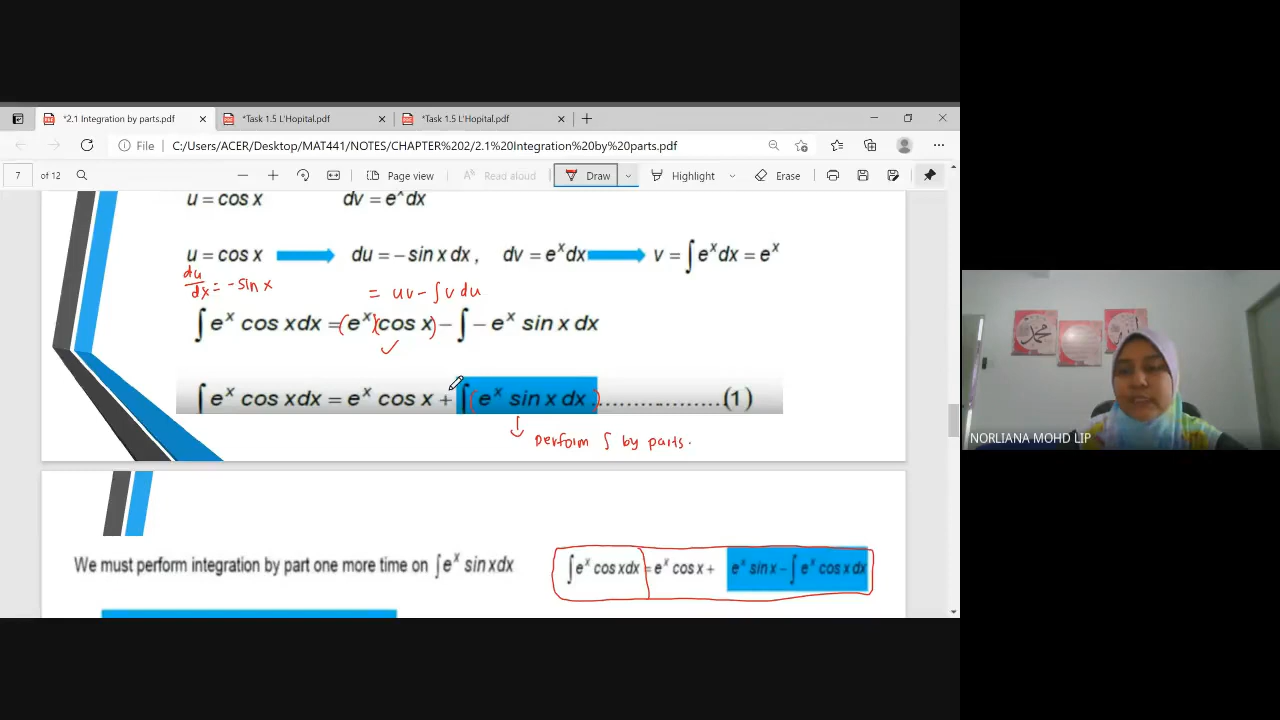 *2.1 Integration by parts.pdf
*Task 1.5 L'Hopital.pdf
*Task 1.5 L'Hopital.pdf
File
C:/Users/ACER/Desktop/MAT441/NOTES/CHAPTER%202/2.1%20Integration%20by%20parts.pdf
7 of 12
Page view
Read aloud
Draw
Highlight
Erase
u = cos x dv = e^x dx
u = cos x du = – sin x dx , dv = e^x dx v = ∫ e^x dx = e^x
du/dx = -sin x
= uv - ∫ v du
∫ e^x cos x dx = (e^x)(cos x) – ∫ – e^x sin x dx
∫ e^x cos x dx = e^x cos x + ∫ (e^x sin x dx)....................(1)
perform ∫ by parts.
We must perform integration by part one more time on ∫ e^x sin x dx
∫ e^x cos x dx = e^x cos x + e^x sin x – ∫ e^x cos x dx
NORLIANA MOHD LIP